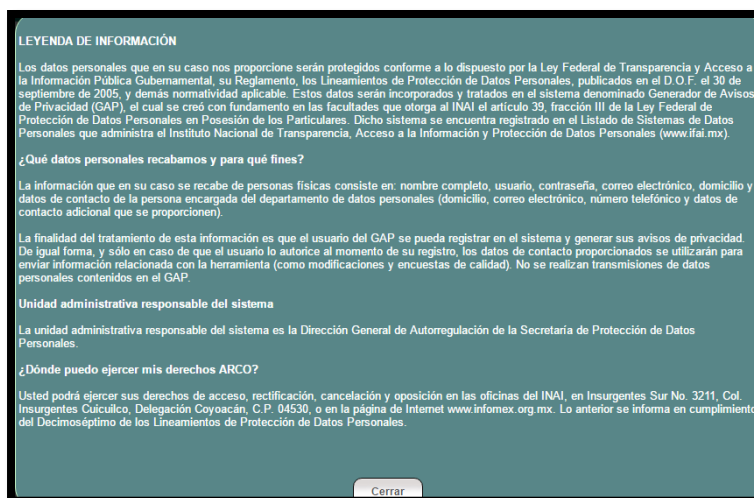 LEYENDA DE INFORMACIÓN
Los datos personales que en su caso nos proporcione serán protegidos conforme a lo dispuesto por la Ley Federal de Transparencia y Acceso a
la Información Pública Gubernamental, su Reglamento, los Lineamientos de Protección de Datos Personales, publicados en el D.O.F. el 30 de
septiembre de 2005, y demás normatividad aplicable. Estos datos serán incorporados y tratados en el sistema denominado Generador de Avisos
de Privacidad (GAP), el cual se creó con fundamento en las facultades que otorga al INAI el artículo 39, fracción III de la Ley Federal de
Protección de Datos Personales en Posesión de los Particulares. Dicho sistema se encuentra registrado en el Listado de Sistemas de Datos
Personales que administra el Instituto Nacional de Transparencia, Acceso a la Información y Protección de Datos Personales (www.ifai.mx).
¿Qué datos personales recabamos y para qué fines?
La información que en su caso se recabe de personas físicas consiste en: nombre completo, usuario, contraseña, correo electrónico, domicilio y
datos de contacto de la persona encargada del departamento de datos personales (domicilio, correo electrónico, número telefónico y datos de
contacto adicional que se proporcionen).
La finalidad del tratamiento de esta información es que el usuario del GAP se pueda registrar en el sistema y generar sus avisos de privacidad.
De igual forma, y sólo en caso de que el usuario lo autorice al momento de su registro, los datos de contacto proporcionados se utilizarán para
enviar información relacionada con la herramienta (como modificaciones y encuestas de calidad). No se realizan transmisiones de datos
personales contenidos en el GAP.
Unidad administrativa responsable del sistema
La unidad administrativa responsable del sistema es la Dirección General de Autorregulación de la Secretaría de Protección de Datos
Personales.
¿Dónde puedo ejercer mis derechos ARCO?
Usted podrá ejercer sus derechos de acceso, rectificación, cancelación y oposición en las oficinas del INAI, en Insurgentes Sur No. 3211, Col.
Insurgentes Cuicuilco, Delegación Coyoacán, C.P. 04530, o en la página de Internet www.infomex.org.mx. Lo anterior se informa en cumplimiento
del Decimoséptimo de los Lineamientos de Protección de Datos Personales.
Cerrar